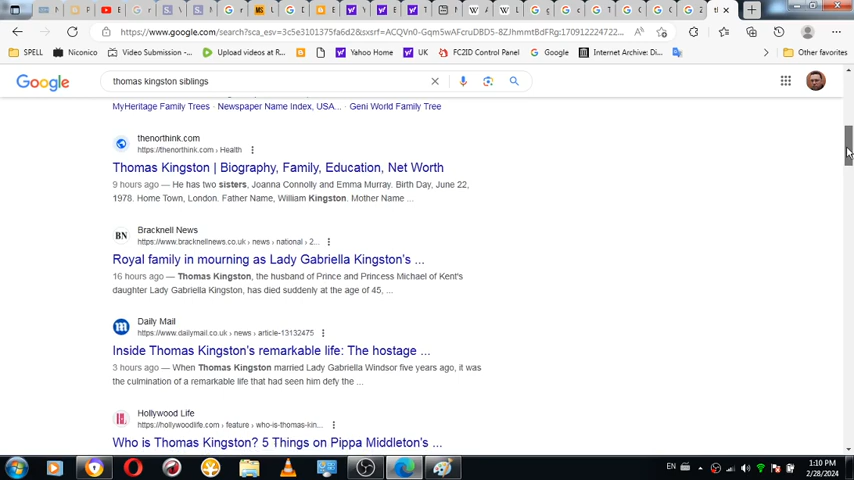 https://www.google.com/search?sca_esv=3c5e3101375fa6d2&sxsrf=ACQVn0-Gqm5wAFcruDBD5-8ZJhmmtBdFRg:170912224722...
SPELL
Niconico
Video Submission -...
Upload videos at R...
Yahoo Home
UK
FC2ID Control Panel
Google
Internet Archive: Di...
Other favorites
Google
thomas kingston siblings
MyHeritage Family Trees · Newspaper Name Index, USA... · Geni World Family Tree
thenorthink.com
https://thenorthink.com › Health
Thomas Kingston | Biography, Family, Education, Net Worth
9 hours ago — He has two sisters, Joanna Connolly and Emma Murray. Birth Day, June 22,
1978. Home Town, London. Father Name, William Kingston. Mother Name ...
BN
Bracknell News
https://www.bracknellnews.co.uk › news › national › 2...
Royal family in mourning as Lady Gabriella Kingston's ...
16 hours ago — Thomas Kingston, the husband of Prince and Princess Michael of Kent's
daughter Lady Gabriella Kingston, has died suddenly at the age of 45, ...
Daily Mail
https://www.dailymail.co.uk › news › article-13132475
Inside Thomas Kingston's remarkable life: The hostage ...
3 hours ago — When Thomas Kingston married Lady Gabriella Windsor five years ago, it was
the culmination of a remarkable life that had seen him defy the ...
Hollywood Life
https://hollywoodlife.com › feature › who-is-thomas-kin...
Who is Thomas Kingston? 5 Things on Pippa Middleton's ...
EN
1:10 PM
2/28/2024